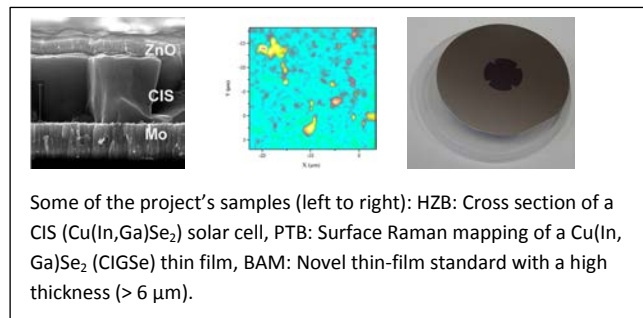 ZnO
CIS
Mo
X (µm)
Some of the project's samples (left to right): HZB: Cross section of a
CIS (Cu(In,Ga)Se₂) solar cell, PTB: Surface Raman mapping of a Cu(In,
Ga)Se₂ (CIGSe) thin film, BAM: Novel thin-film standard with a high
thickness (> 6 µm).